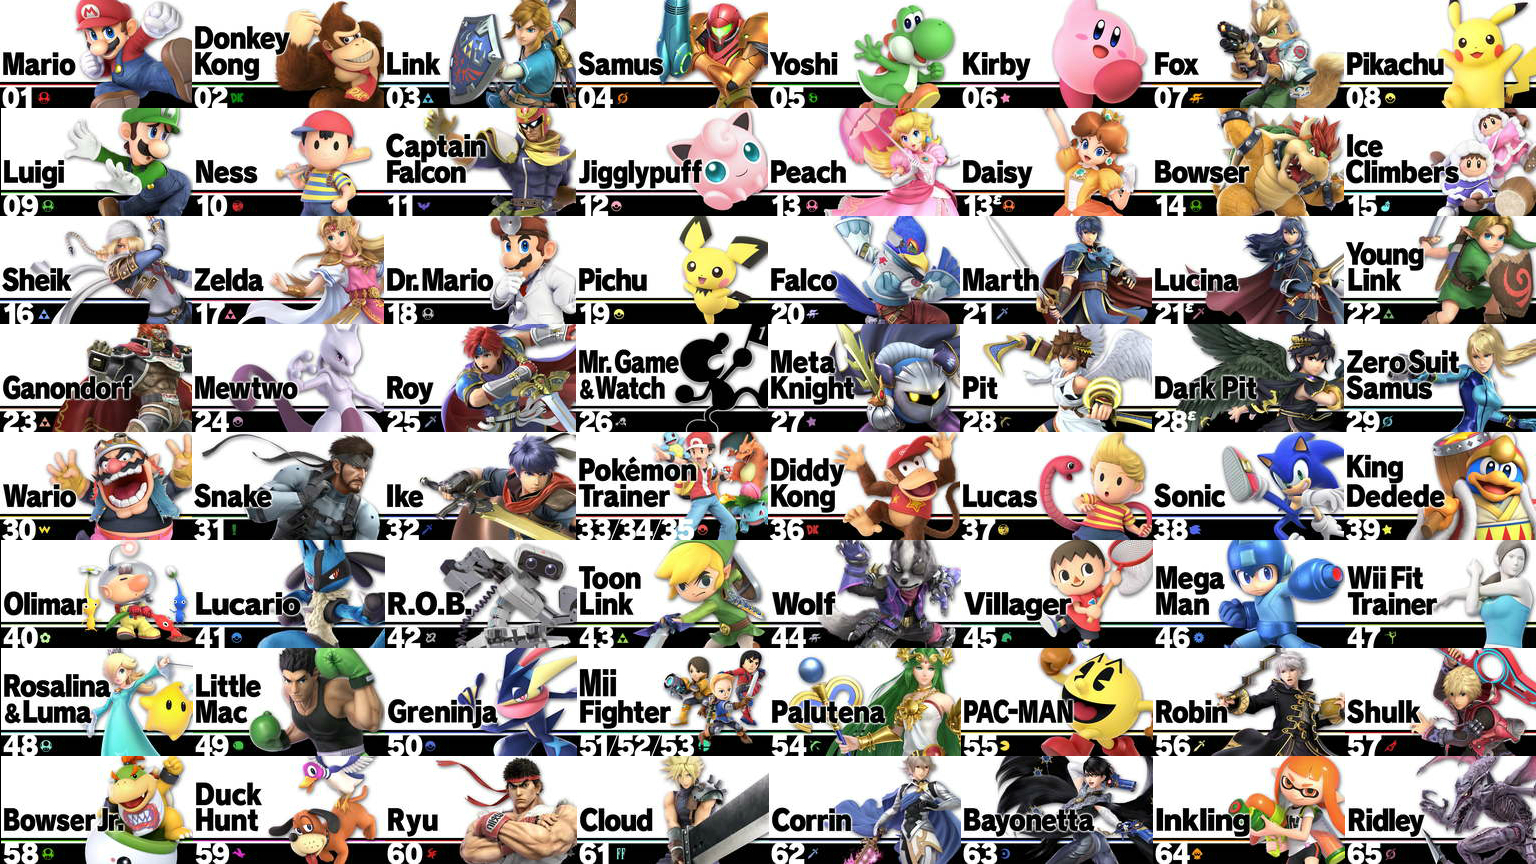 Mario
01
Donkey
Kong
02
Link
03
Samus
04
Yoshi
05
Kirby
06
Fox
07
Pikachu
08
Luigi
09
Ness
10
Captain
Falcon
11
Jigglypuff
12
Peach
13
Daisy
13ᵋ
Bowser
14
Ice
Climbers
15
Sheik
16
Zelda
17
Dr. Mario
18
Pichu
19
Falco
20
Marth
21
Lucina
21ᵋ
Young
Link
22
Ganondorf
23
Mewtwo
24
Roy
25
Mr. Game
& Watch
26
Meta
Knight
27
Pit
28
Dark Pit
28ᵋ
Zero Suit
Samus
29
Wario
30
Snake
31
Ike
32
Pokémon
Trainer
33/34/35
Diddy
Kong
36
Lucas
37
Sonic
38
King
Dedede
39
Olimar
40
Lucario
41
R.O.B.
42
Toon
Link
43
Wolf
44
Villager
45
Mega
Man
46
Wii Fit
Trainer
47
Rosalina
& Luma
48
Little
Mac
49
Greninja
50
Mii
Fighter
51/52/53
Palutena
54
PAC-MAN
55
Robin
56
Shulk
57
Bowser Jr.
58
Duck
Hunt
59
Ryu
60
Cloud
61
Corrin
62
Bayonetta
63
Inkling
64
Ridley
65